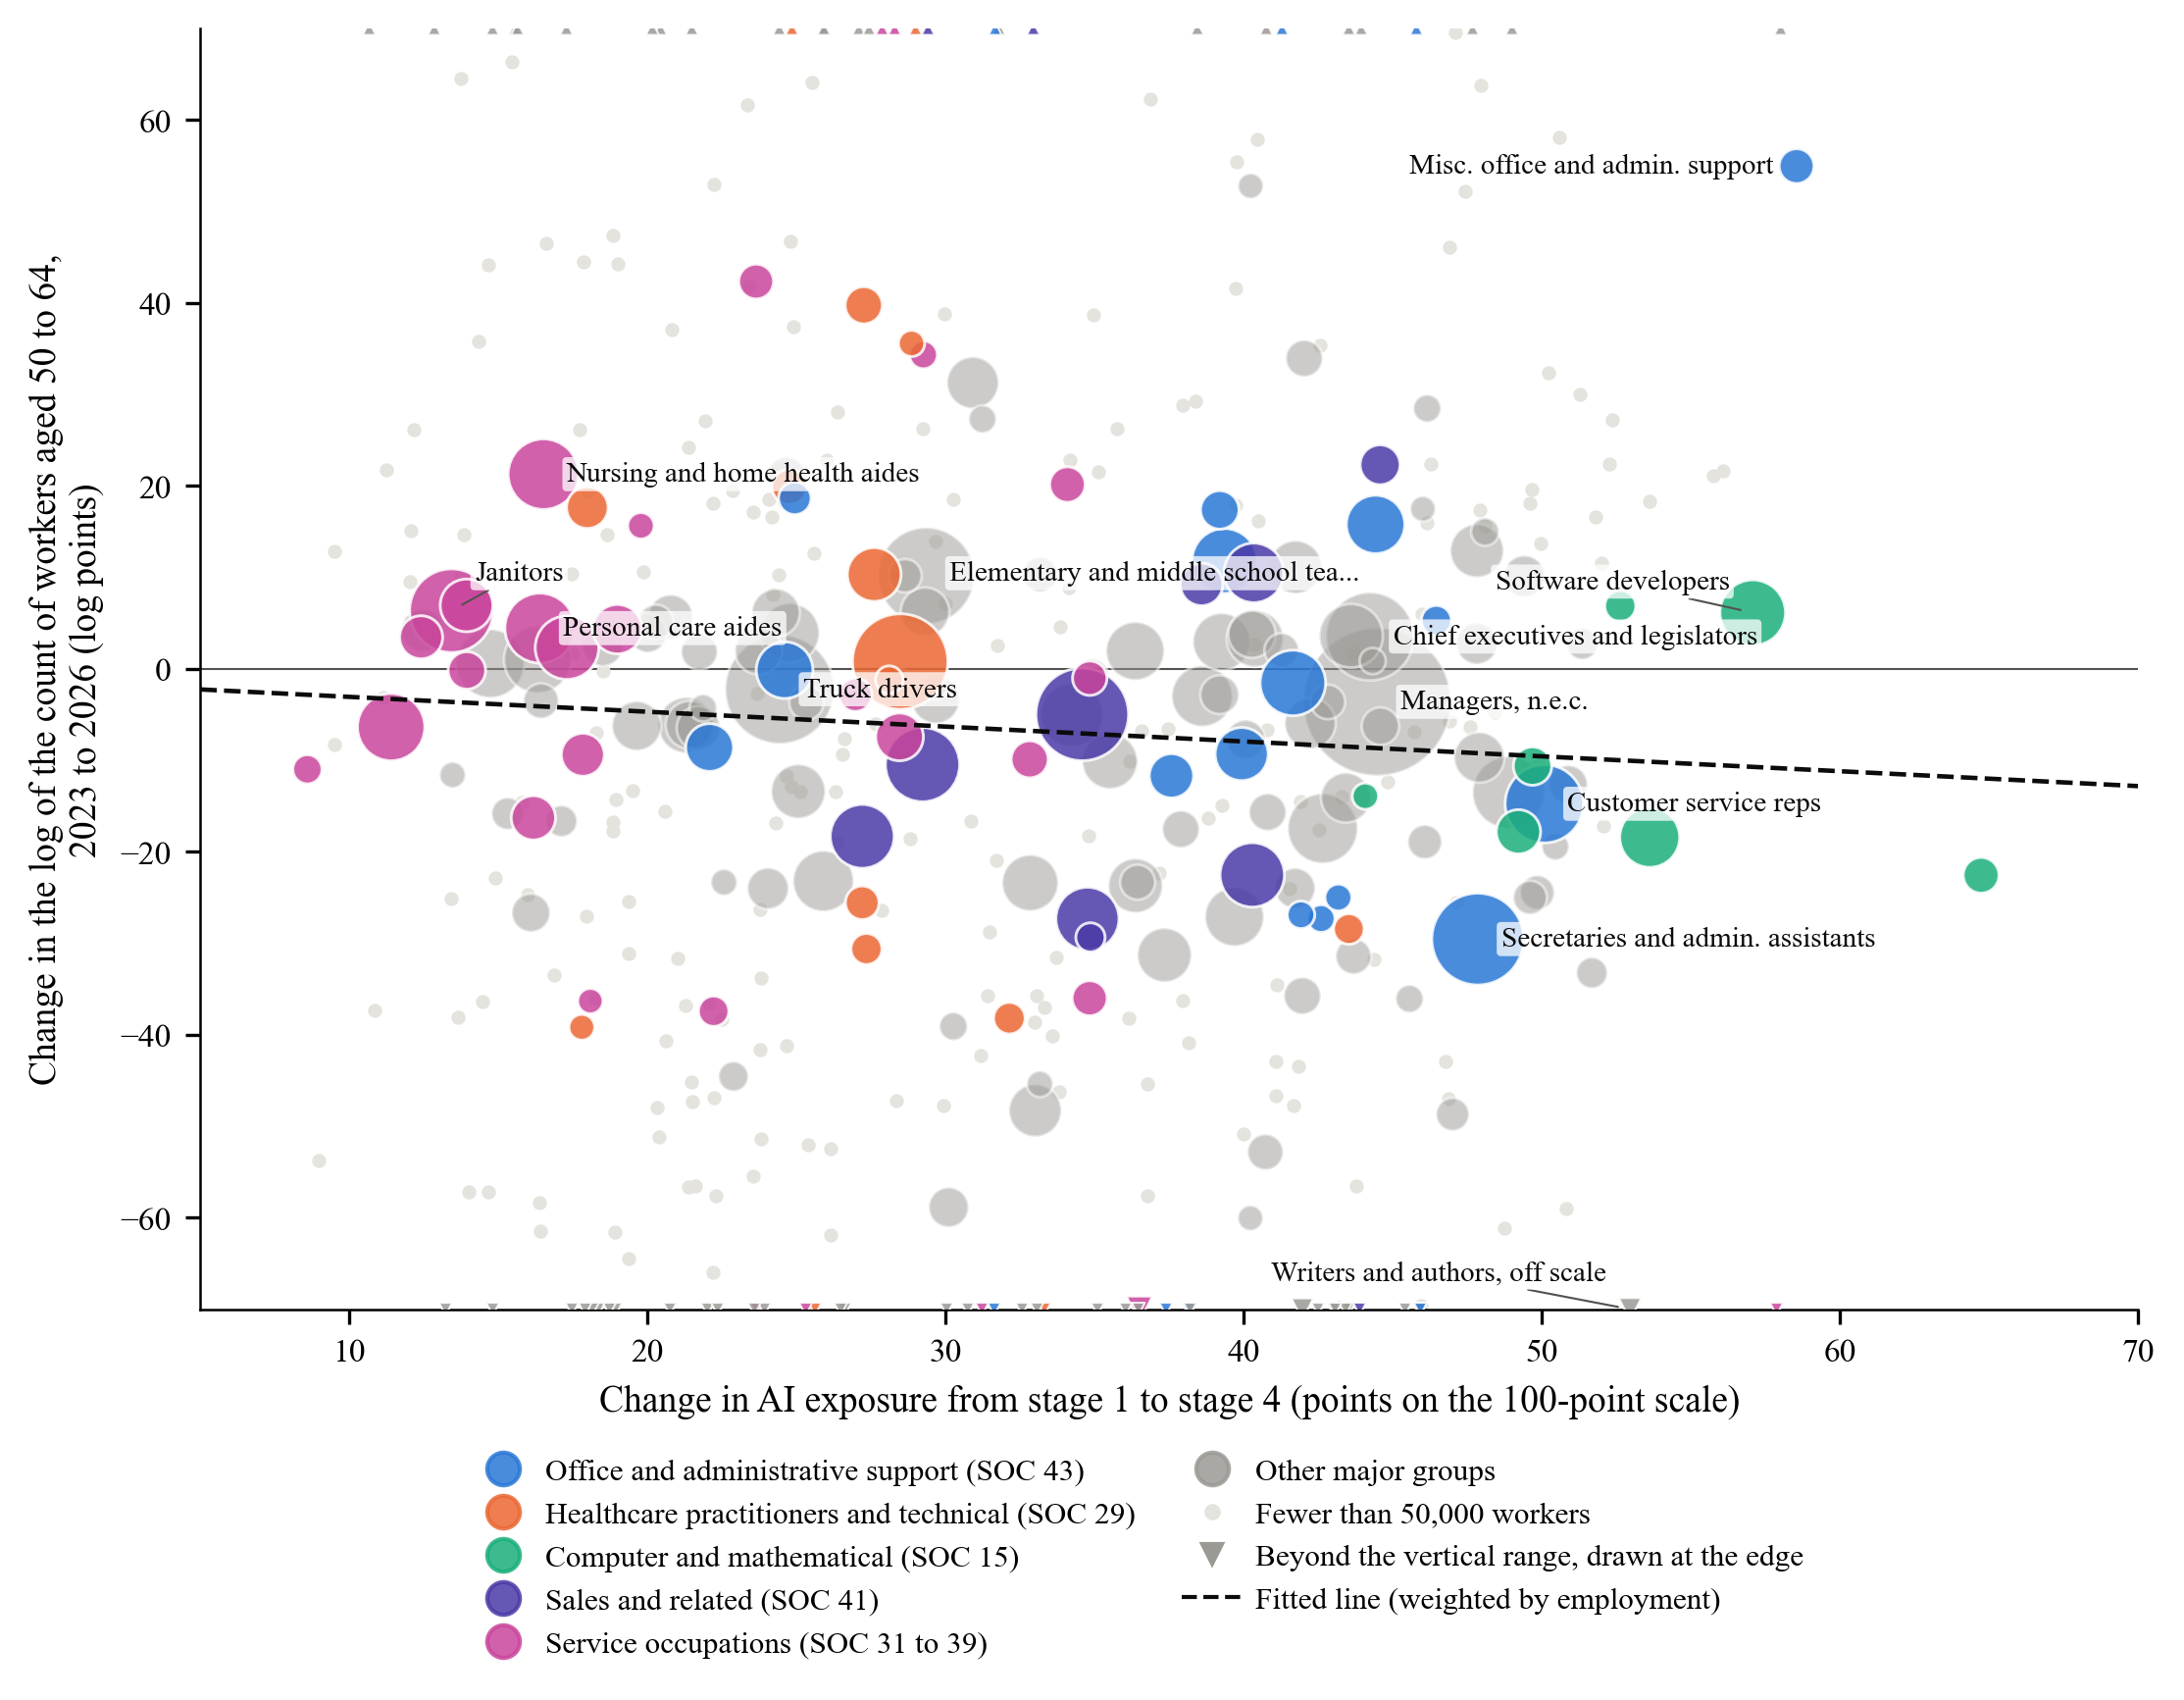 Change in the log of the count of workers aged 50 to 64,
2023 to 2026 (log points)
60
40
20
0
−20
−40
−60
Misc. office and admin. support
Nursing and home health aides
Janitors
Elementary and middle school tea...
Software developers
Personal care aides
Chief executives and legislators
Truck drivers
Managers, n.e.c.
Customer service reps
Secretaries and admin. assistants
Writers and authors, off scale
10 20 30 40 50 60 70
Change in AI exposure from stage 1 to stage 4 (points on the 100-point scale)
Office and administrative support (SOC 43)
Healthcare practitioners and technical (SOC 29)
Computer and mathematical (SOC 15)
Sales and related (SOC 41)
Service occupations (SOC 31 to 39)
Other major groups
Fewer than 50,000 workers
Beyond the vertical range, drawn at the edge
Fitted line (weighted by employment)